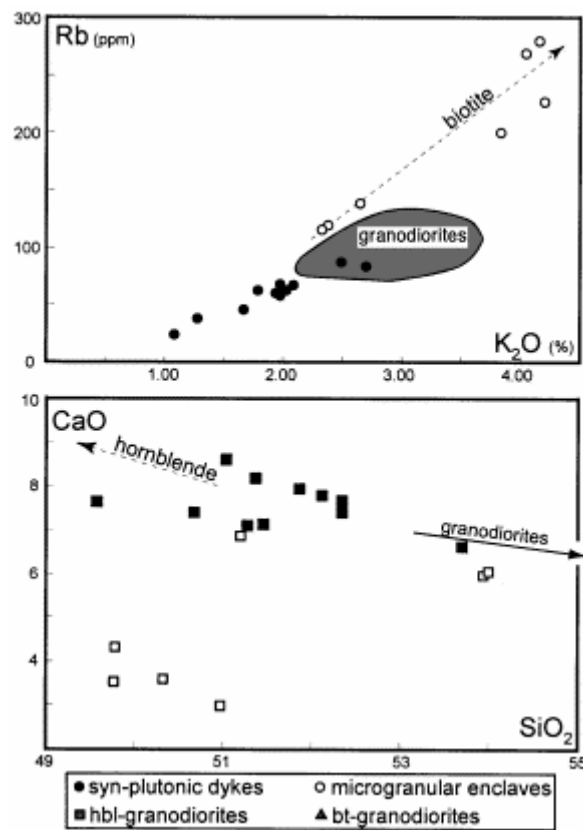 Rb (ppm)
300
200
100
0
biotite
granodiorites
1.00 2.00 3.00 4.00
K₂O (%)
10
8
6
4
CaO
hornblende
granodiorites
SiO₂
49 51 53 55
● syn-plutonic dykes ○ microgranular enclaves
■ hbl-granodiorites ▲ bt-granodiorites